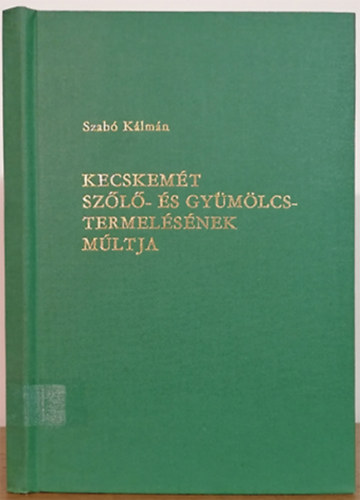 Szabó Kálmán
KECSKEMÉT
SZŐLŐ- ÉS GYÜMÖLCS-
TERMELÉSÉNEK
MÚLTJA